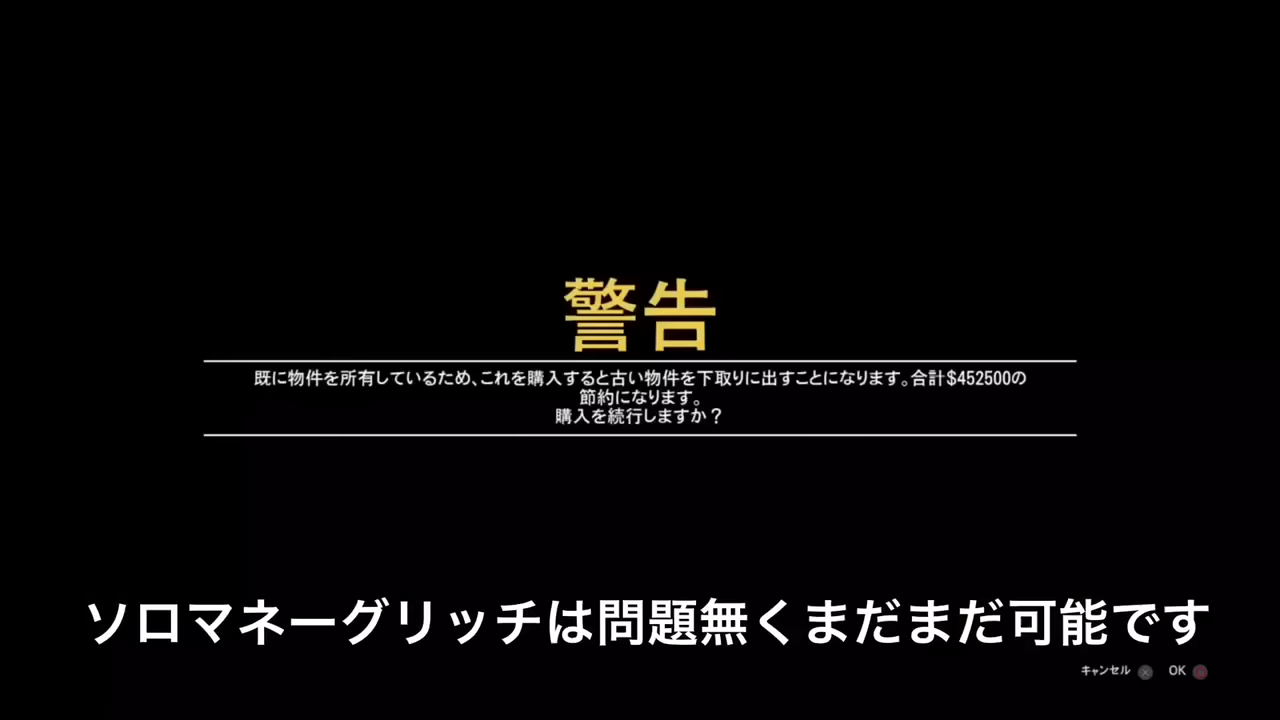 警告
既に物件を所有しているため、これを購入すると古い物件を下取りに出すことになります。合計$452500の
節約になります。
購入を続行しますか？
ソロマネーグリッチは問題無くまだまだ可能です
キャンセル OK